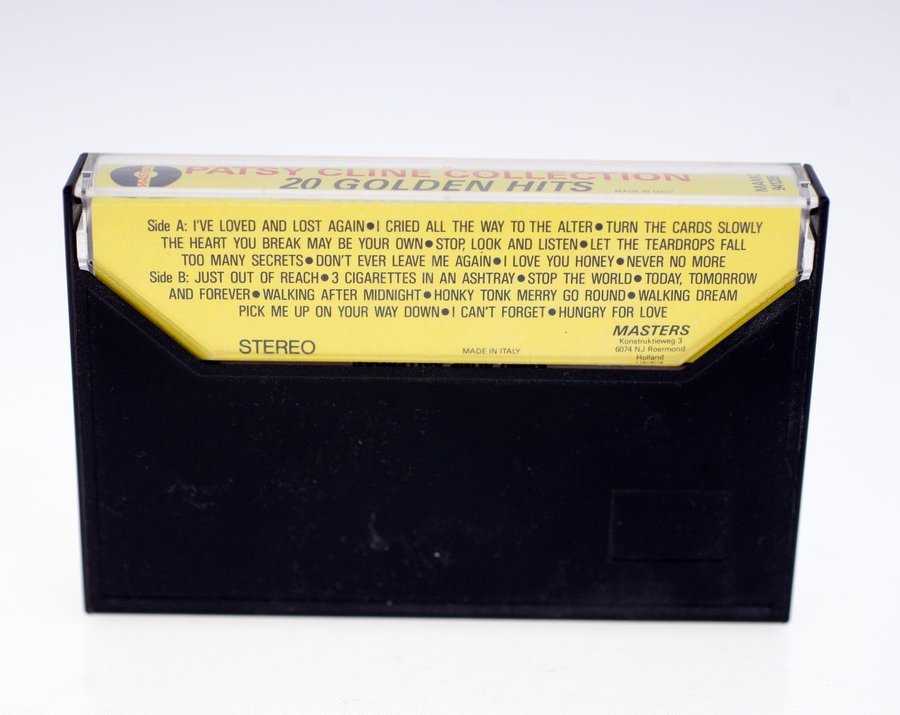 MASTERS
PATSY CLINE COLLECTION
20 GOLDEN HITS
MADE IN ITALY
Side A: I'VE LOVED AND LOST AGAIN●I CRIED ALL THE WAY TO THE ALTER●TURN THE CARDS SLOWLY
THE HEART YOU BREAK MAY BE YOUR OWN●STOP, LOOK AND LISTEN●LET THE TEARDROPS FALL
TOO MANY SECRETS●DON'T EVER LEAVE ME AGAIN●I LOVE YOU HONEY●NEVER NO MORE
Side B: JUST OUT OF REACH●3 CIGARETTES IN AN ASHTRAY●STOP THE WORLD●TODAY, TOMORROW
AND FOREVER●WALKING AFTER MIDNIGHT●HONKY TONK MERRY GO ROUND●WALKING DREAM
PICK ME UP ON YOUR WAY DOWN●I CAN'T FORGET●HUNGRY FOR LOVE
MASTERS
Konstruktieweg 3
6074 NJ Roermond
Holland
STEREO
MADE IN ITALY